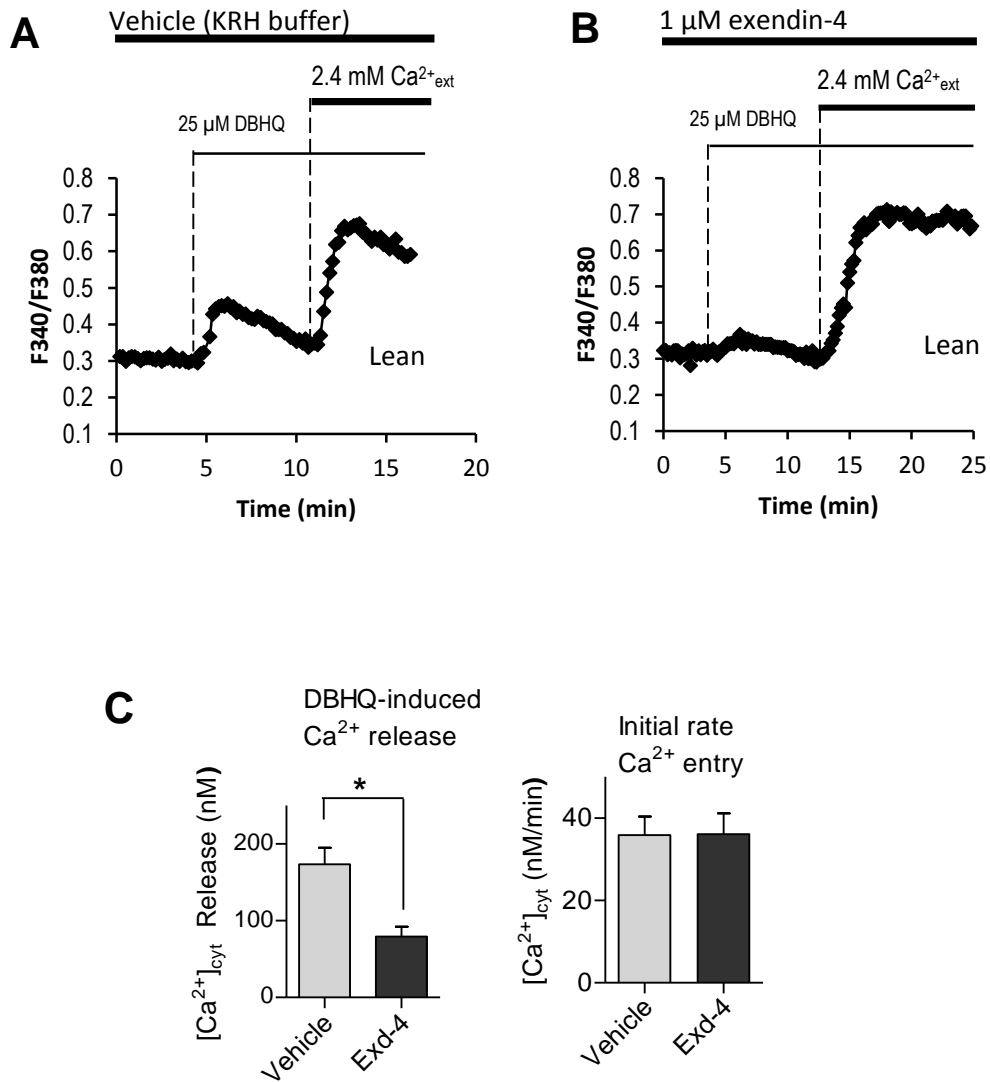 A
Vehicle (KRH buffer)
2.4 mM Ca²⁺ext
25 µM DBHQ
0.8
0.7
0.6
0.5
0.4
0.3
0.2
0.1
F340/F380
Lean
0 5 10 15 20
Time (min)
B
1 µM exendin-4
2.4 mM Ca²⁺ext
25 µM DBHQ
0.8
0.7
0.6
0.5
0.4
0.3
0.2
0.1
F340/F380
Lean
0 5 10 15 20 25
Time (min)
C
DBHQ-induced
Ca²⁺ release
*
[Ca²⁺]cyt Release (nM)
200
100
0
Vehicle
Exd-4
Initial rate
Ca²⁺ entry
[Ca²⁺]cyt (nM/min)
40
20
0
Vehicle
Exd-4